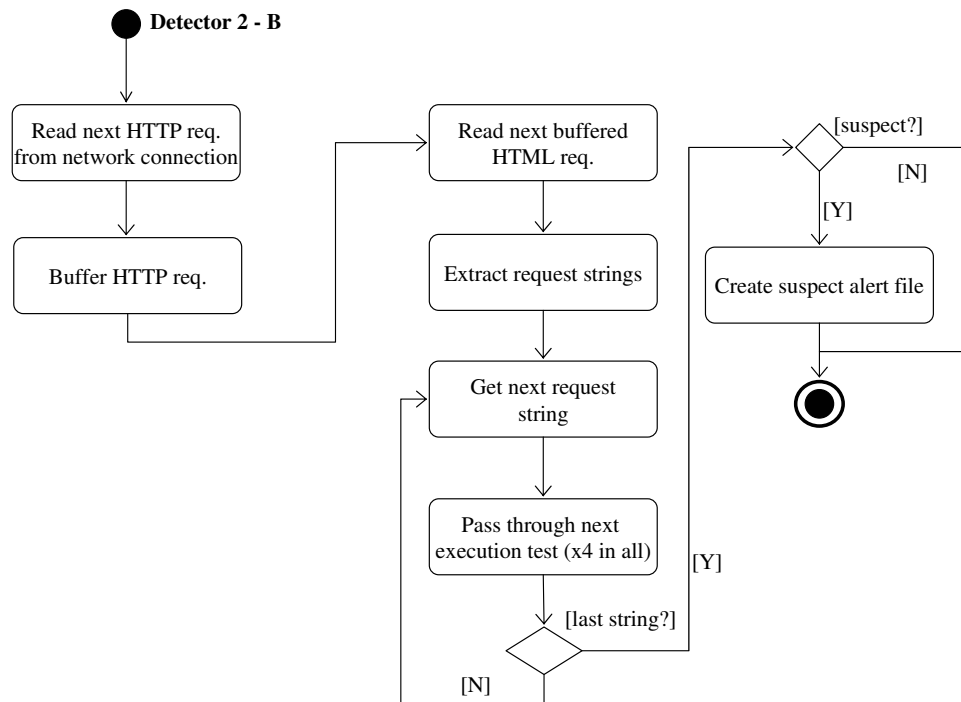 Detector 2 - B
Read next HTTP req.
from network connection
Buffer HTTP req.
Read next buffered
HTML req.
Extract request strings
Get next request
string
Pass through next
execution test (x4 in all)
[last string?]
[N]
[Y]
[suspect?]
[N]
[Y]
Create suspect alert file